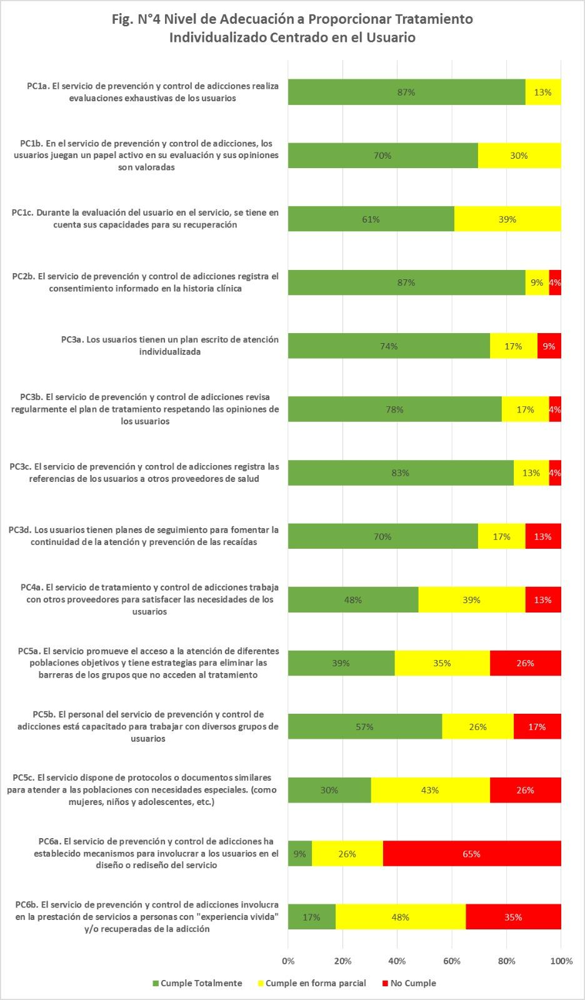 Fig. N°4 Nivel de Adecuación a Proporcionar Tratamiento
Individualizado Centrado en el Usuario
PC1a. El servicio de prevención y control de adicciones realiza
evaluaciones exhaustivas de los usuarios
87%
13%
PC1b. En el servicio de prevención y control de adicciones, los
usuarios juegan un papel activo en su evaluación y sus opiniones
son valoradas
70%
30%
PC1c. Durante la evaluación del usuario en el servicio, se tiene en
cuenta sus capacidades para su recuperación
61%
39%
PC2b. El servicio de prevención y control de adicciones registra el
consentimiento informado en la historia clínica
87%
9%
4%
PC3a. Los usuarios tienen un plan escrito de atención
individualizada
74%
17%
9%
PC3b. El servicio de prevención y control de adicciones revisa
regularmente el plan de tratamiento respetando las opiniones de
los usuarios
78%
17%
4%
PC3c. El servicio de prevención y control de adicciones registra las
referencias de los usuarios a otros proveedores de salud
83%
13%
4%
PC3d. Los usuarios tienen planes de seguimiento para fomentar la
continuidad de la atención y prevención de las recaídas
70%
17%
13%
PC4a. El servicio de tratamiento y control de adicciones trabaja
con otros proveedores para satisfacer las necesidades de los
usuarios
48%
39%
13%
PC5a. El servicio promueve el acceso a la atención de diferentes
poblaciones objetivos y tiene estrategias para eliminar las
barreras de los grupos que no acceden al tratamiento
39%
35%
26%
PC5b. El personal del servicio de prevención y control de
adicciones está capacitado para trabajar con diversos grupos de
usuarios
57%
26%
17%
PC5c. El servicio dispone de protocolos o documentos similares
para atender a las poblaciones con necesidades especiales. (como
mujeres, niños y adolescentes, etc.)
30%
43%
26%
PC6a. El servicio de prevención y control de adicciones ha
establecido mecanismos para involucrar a los usuarios en el
diseño o rediseño del servicio
9%
26%
65%
PC6b. El servicio de prevención y control de adicciones involucra
en la prestación de servicios a personas con "experiencia vivida"
y/o recuperadas de la adicción
17%
48%
35%
0% 20% 40% 60% 80% 100%
Cumple Totalmente Cumple en forma parcial No Cumple